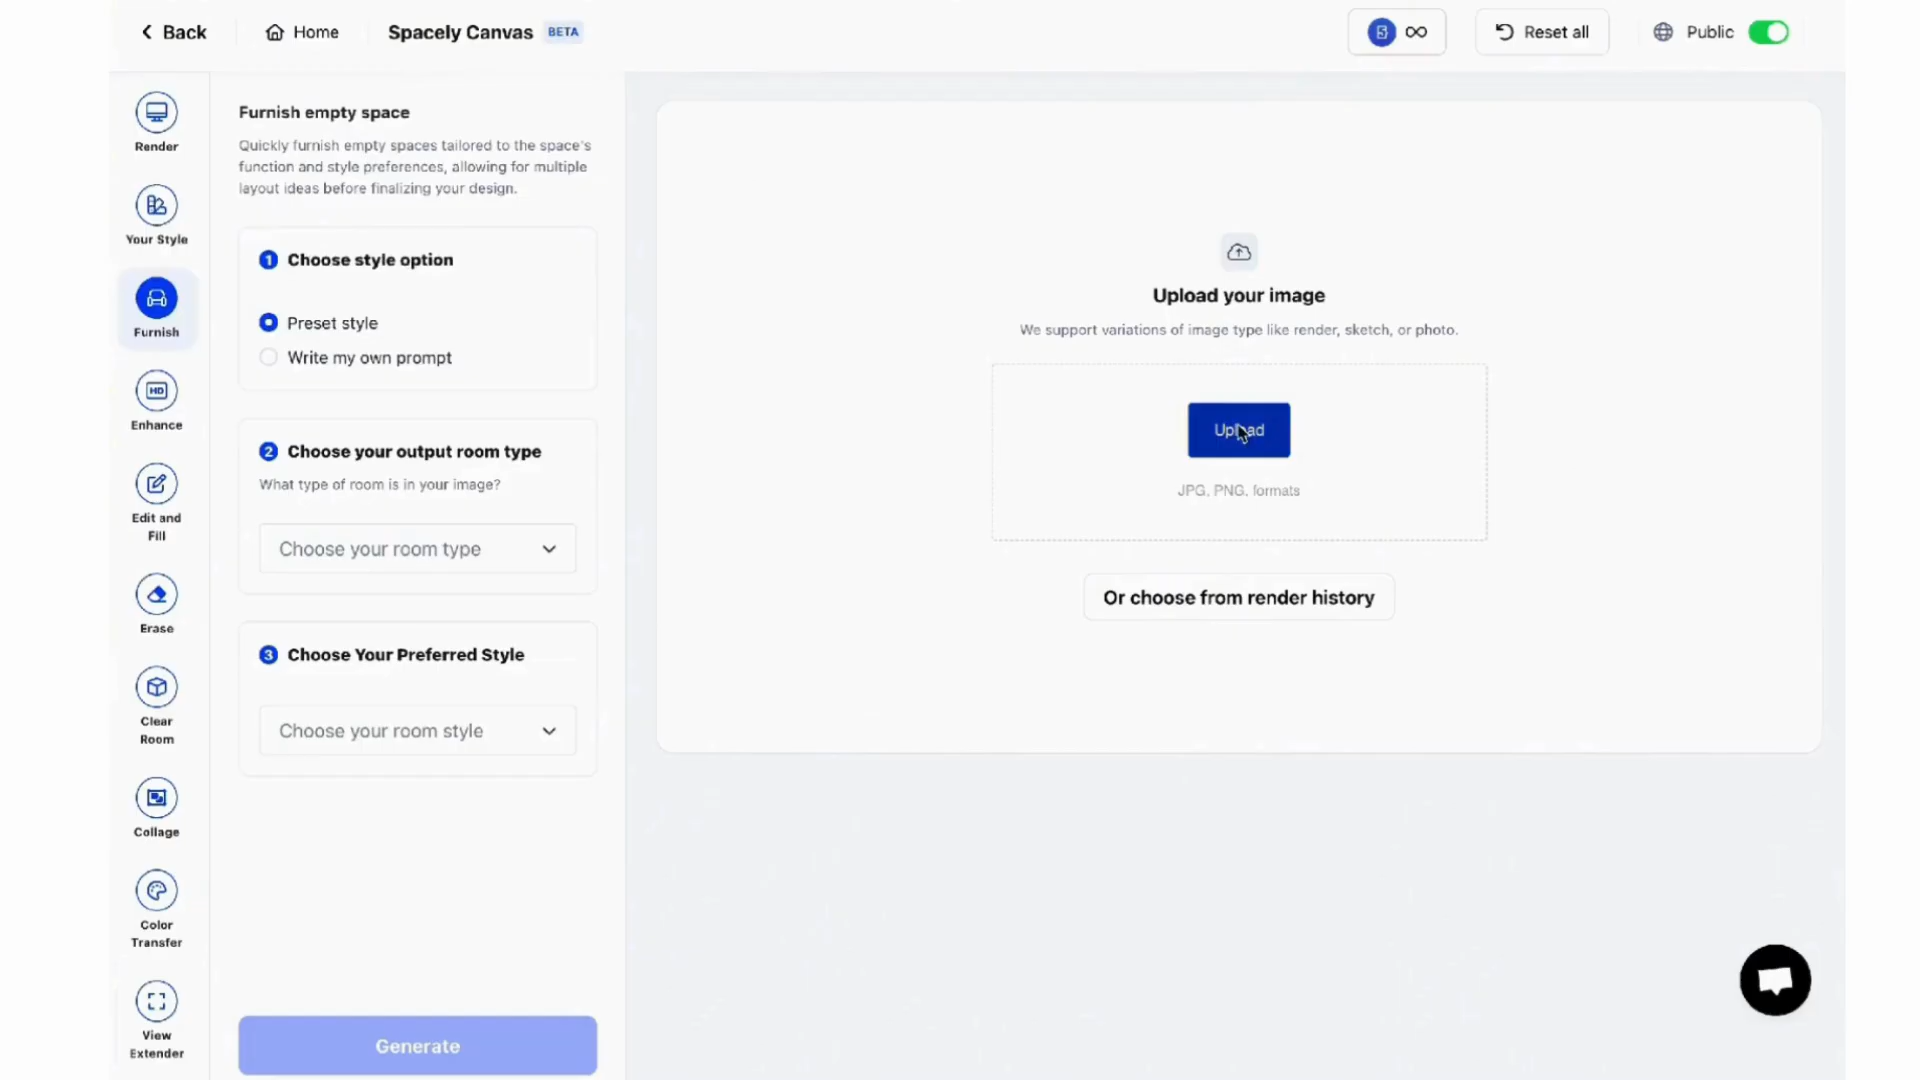 Back
Home
Spacely Canvas BETA
Reset all
Public
Render
Your Style
Furnish
Enhance
Edit and
Fill
Erase
Clear
Room
Collage
Color
Transfer
View
Extender
Furnish empty space
Quickly furnish empty spaces tailored to the space's
function and style preferences, allowing for multiple
layout ideas before finalizing your design.
1 Choose style option
Preset style
Write my own prompt
2 Choose your output room type
What type of room is in your image?
Choose your room type
3 Choose Your Preferred Style
Choose your room style
Generate
Upload your image
We support variations of image type like render, sketch, or photo.
Upload
JPG, PNG, formats
Or choose from render history